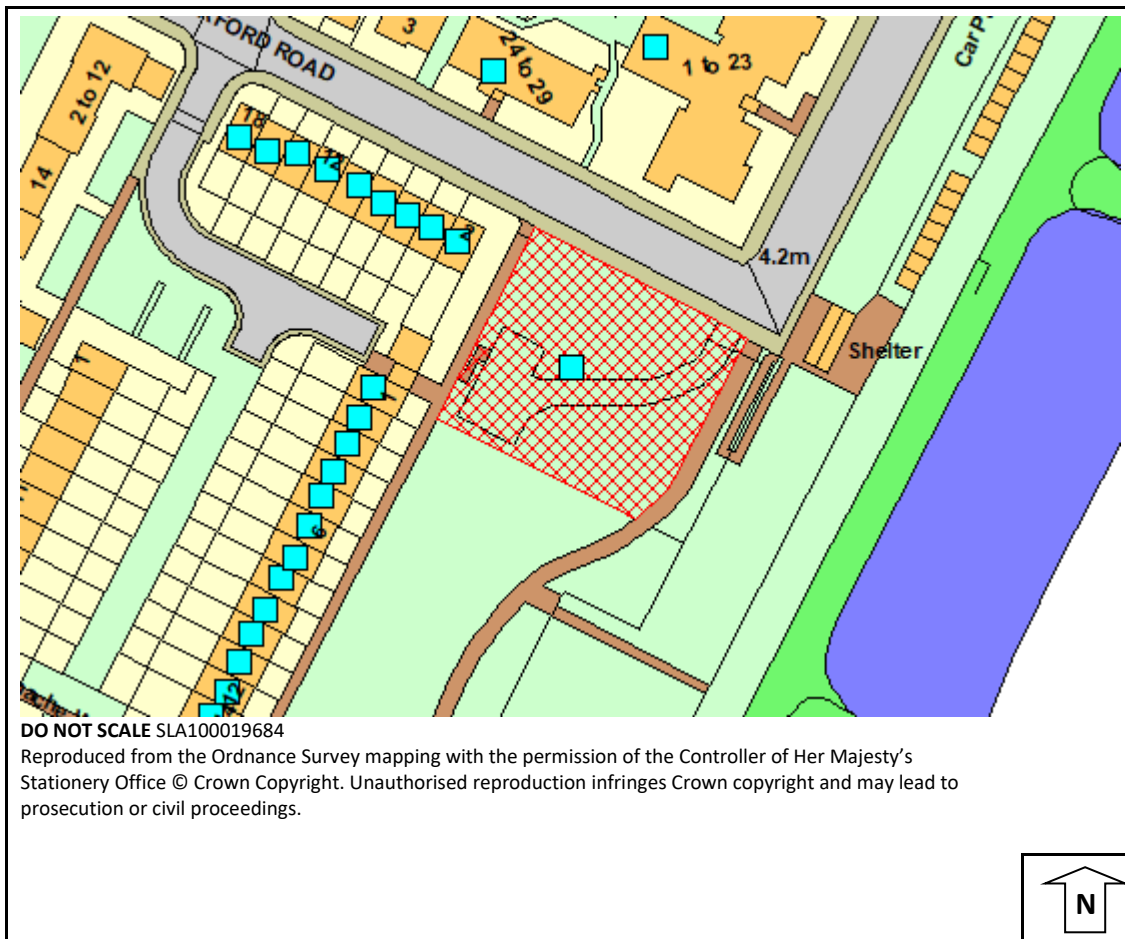 3
24 to 29
1 to 23
Car P
FORD ROAD
2 to 12
18
12
14
2
4.2m
Shelter
1
1
6
12
DO NOT SCALE SLA100019684
Reproduced from the Ordnance Survey mapping with the permission of the Controller of Her Majesty’s
Stationery Office © Crown Copyright. Unauthorised reproduction infringes Crown copyright and may lead to
prosecution or civil proceedings.
N